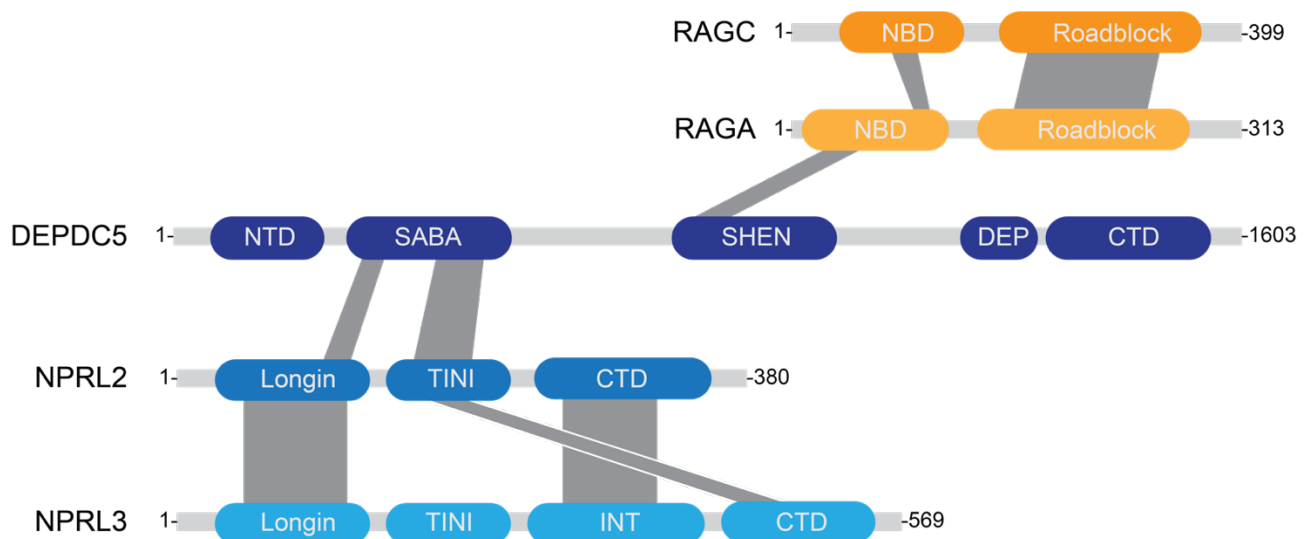 RAGC 1- NBD Roadblock -399
RAGA 1- NBD Roadblock -313
DEPDC5 1- NTD SABA SHEN DEP CTD -1603
NPRL2 1- Longin TINI CTD -380
NPRL3 1- Longin TINI INT CTD -569